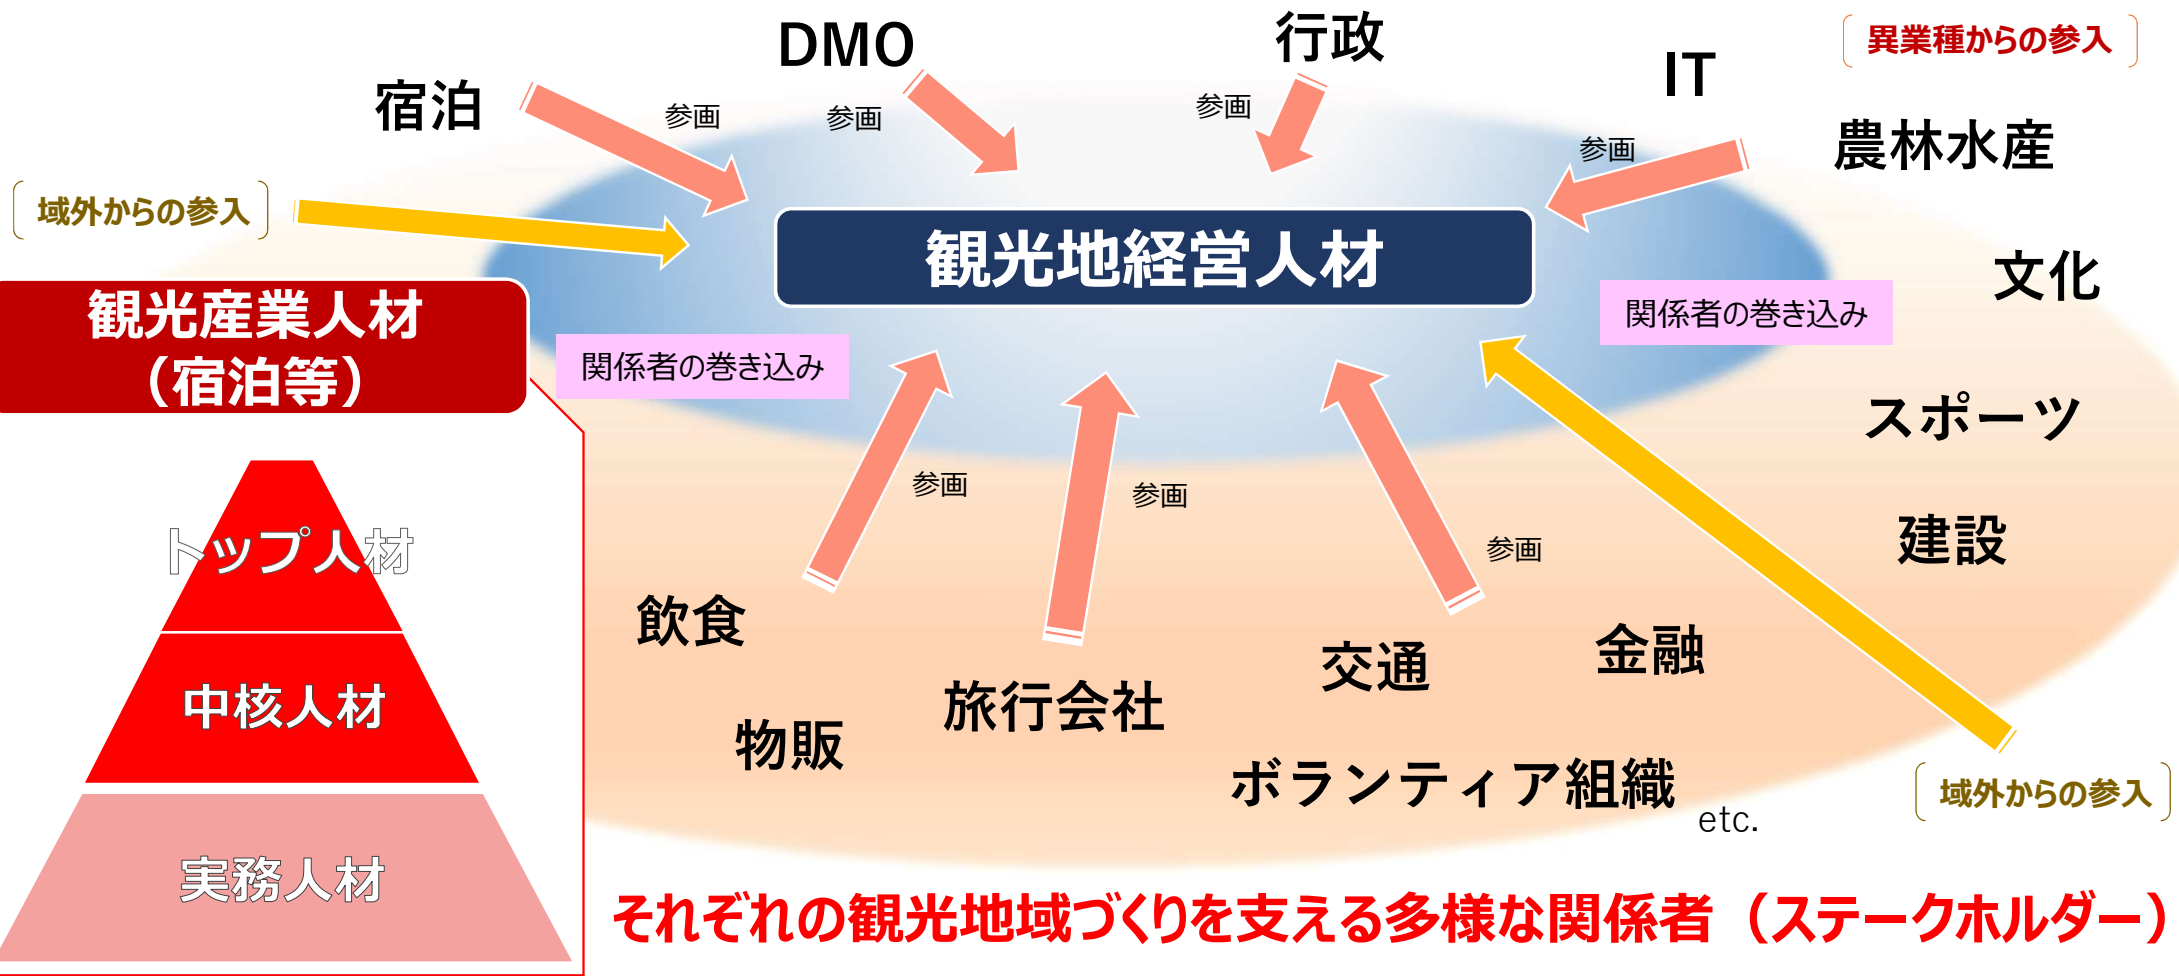 DMO
行政
異業種からの参入
IT
宿泊
参画
参画
参画
参画
農林水産
域外からの参入
観光地経営人材
文化
観光産業人材
（宿泊等）
関係者の巻き込み
関係者の巻き込み
スポーツ
参画
参画
参画
建設
トップ人材
中核人材
実務人材
飲食
物販
旅行会社
交通
金融
ボランティア組織
etc.
域外からの参入
それぞれの観光地域づくりを支える多様な関係者（ステークホルダー）